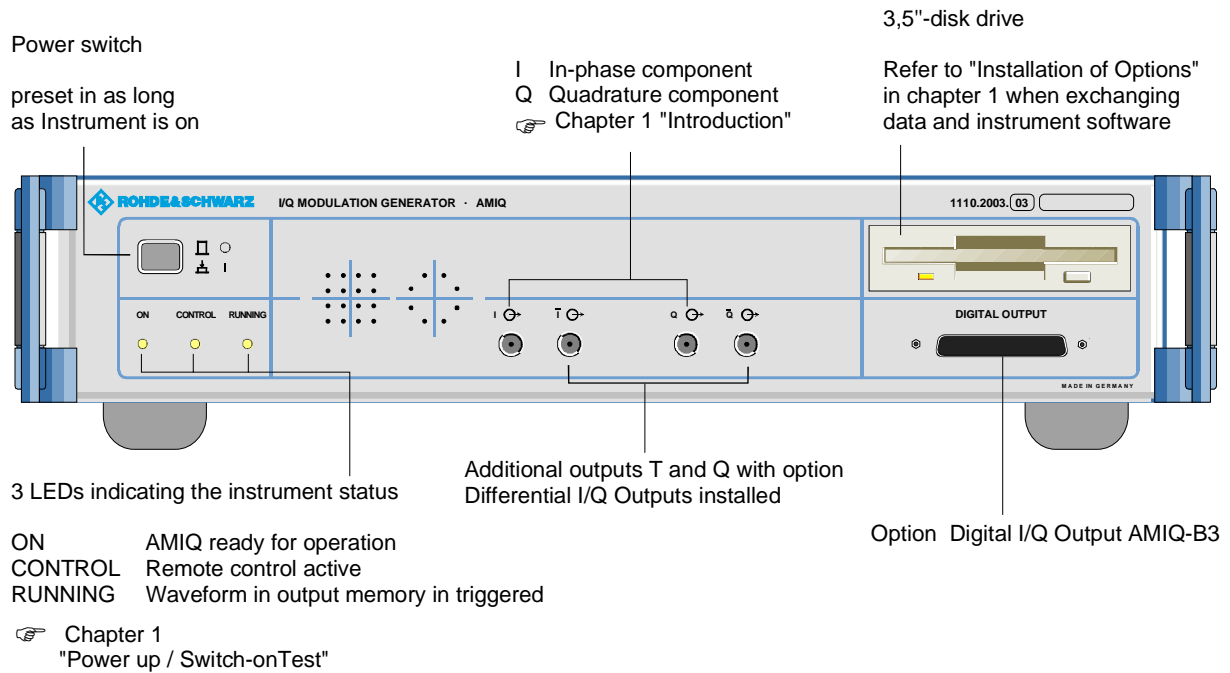 Power switch
preset in as long
as Instrument is on
I In-phase component
Q Quadrature component
☞ Chapter 1 "Introduction"
3,5"-disk drive
Refer to "Installation of Options"
in chapter 1 when exchanging
data and instrument software
ROHDE&SCHWARZ I/Q MODULATION GENERATOR · AMIQ 1110.2003. 03
I
ON CONTROL RUNNING
I I̅ Q Q̅
DIGITAL OUTPUT
MADE IN GERMANY
3 LEDs indicating the instrument status
ON AMIQ ready for operation
CONTROL Remote control active
RUNNING Waveform in output memory in triggered
☞ Chapter 1
"Power up / Switch-onTest"
Additional outputs T and Q with option
Differential I/Q Outputs installed
Option Digital I/Q Output AMIQ-B3